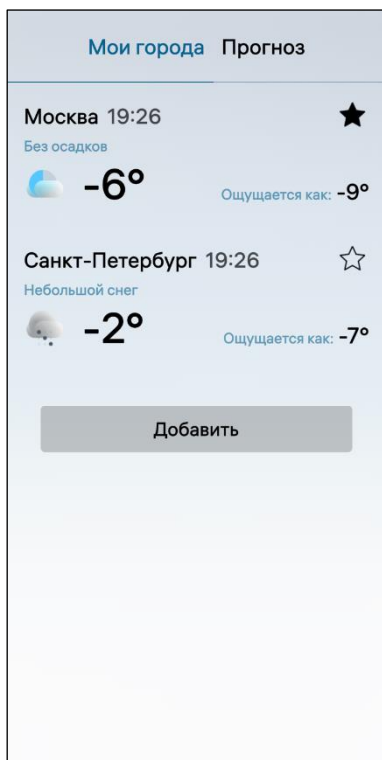 Мои города Прогноз
Москва 19:26
Без осадков
-6°
Ощущается как: -9°
Санкт-Петербург 19:26
Небольшой снег
-2°
Ощущается как: -7°
Добавить